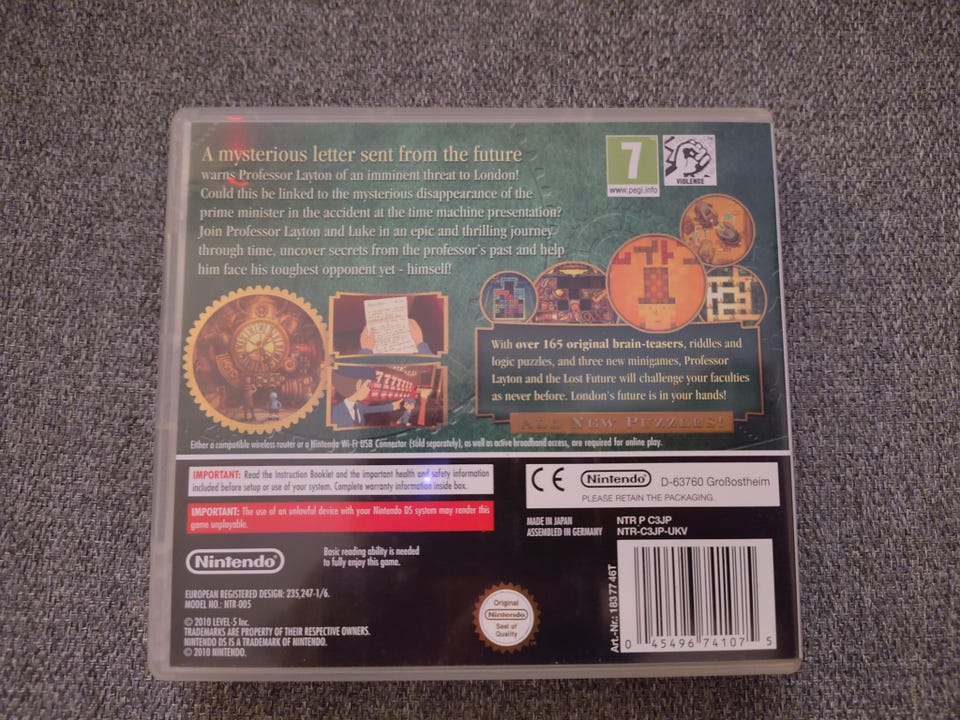 A mysterious letter sent from the future
warns Professor Layton of an imminent threat to London!
Could this be linked to the mysterious disappearance of the
prime minister in the accident at the time machine presentation?
Join Professor Layton and Luke in an epic and thrilling journey
through time, uncover secrets from the professor's past and help
him face his toughest opponent yet - himself!
7
www.pegi.info
VIOLENCE
With over 165 original brain-teasers, riddles and
logic puzzles, and three new minigames, Professor
Layton and the Lost Future will challenge your faculties
as never before. London's future is in your hands!
ALL NEW PUZZLES!
Either a compatible wireless router or a Nintendo Wi-Fi USB Connector (sold separately), as well as active broadband access, are required for online play.
IMPORTANT: Read the Instruction Booklet and the important health and safety information
included before setup or use of your system. Complete warranty information inside box.
IMPORTANT: The use of an unlawful device with your Nintendo DS system may render this
game unplayable.
CE
Nintendo
D-63760 Großostheim
PLEASE RETAIN THE PACKAGING.
MADE IN JAPAN
ASSEMBLED IN GERMANY
NTR P C3JP
NTR-C3JP-UKV
Nintendo
Basic reading ability is needed
to fully enjoy this game.
EUROPEAN REGISTERED DESIGN: 235,247-1/6.
MODEL NO.: NTR-005
© 2010 LEVEL-5 Inc.
TRADEMARKS ARE PROPERTY OF THEIR RESPECTIVE OWNERS.
NINTENDO DS IS A TRADEMARK OF NINTENDO.
© 2010 NINTENDO.
Original
Nintendo
Seal of
Quality
Art.-Nr.: 183 77 46T
0 45496 74107 5